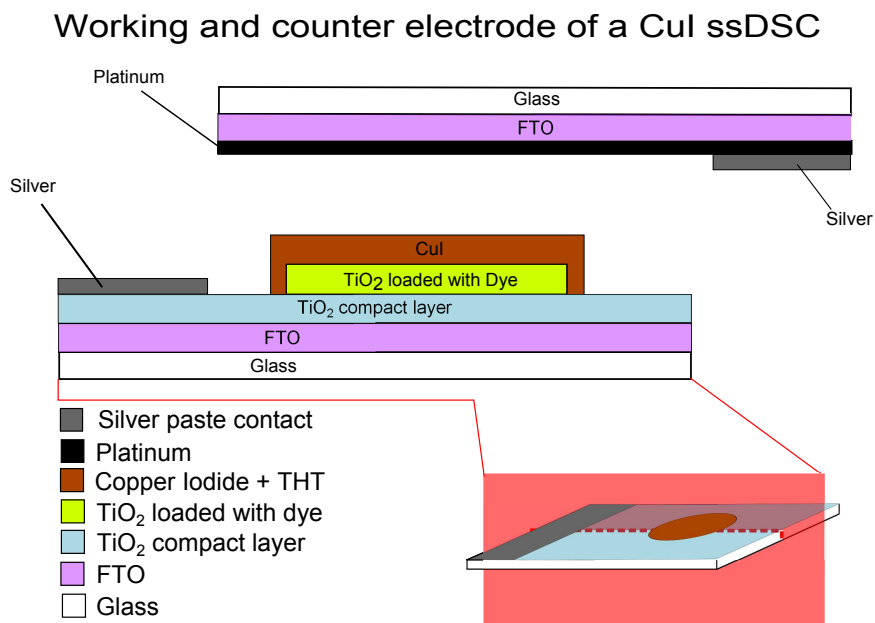 Working and counter electrode of a CuI ssDSC
Platinum
Glass
FTO
Silver
Silver
CuI
TiO2 loaded with Dye
TiO2 compact layer
FTO
Glass
Silver paste contact
Platinum
Copper Iodide + THT
TiO2 loaded with dye
TiO2 compact layer
FTO
Glass